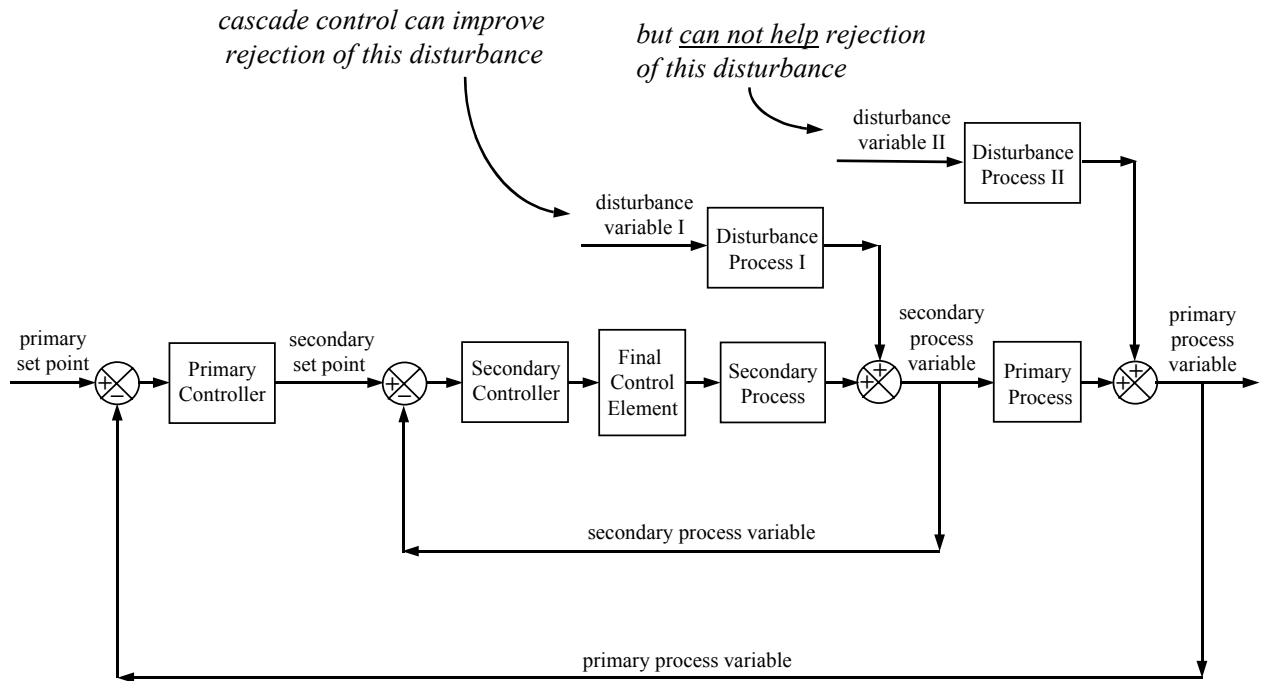 cascade control can improve
rejection of this disturbance
but can not help rejection
of this disturbance
disturbance
variable II
Disturbance
Process II
disturbance
variable I
Disturbance
Process I
primary
set point
+
−
Primary
Controller
secondary
set point
+
−
Secondary
Controller
Final
Control
Element
Secondary
Process
+
+
secondary
process
variable
Primary
Process
+
+
primary
process
variable
secondary process variable
primary process variable